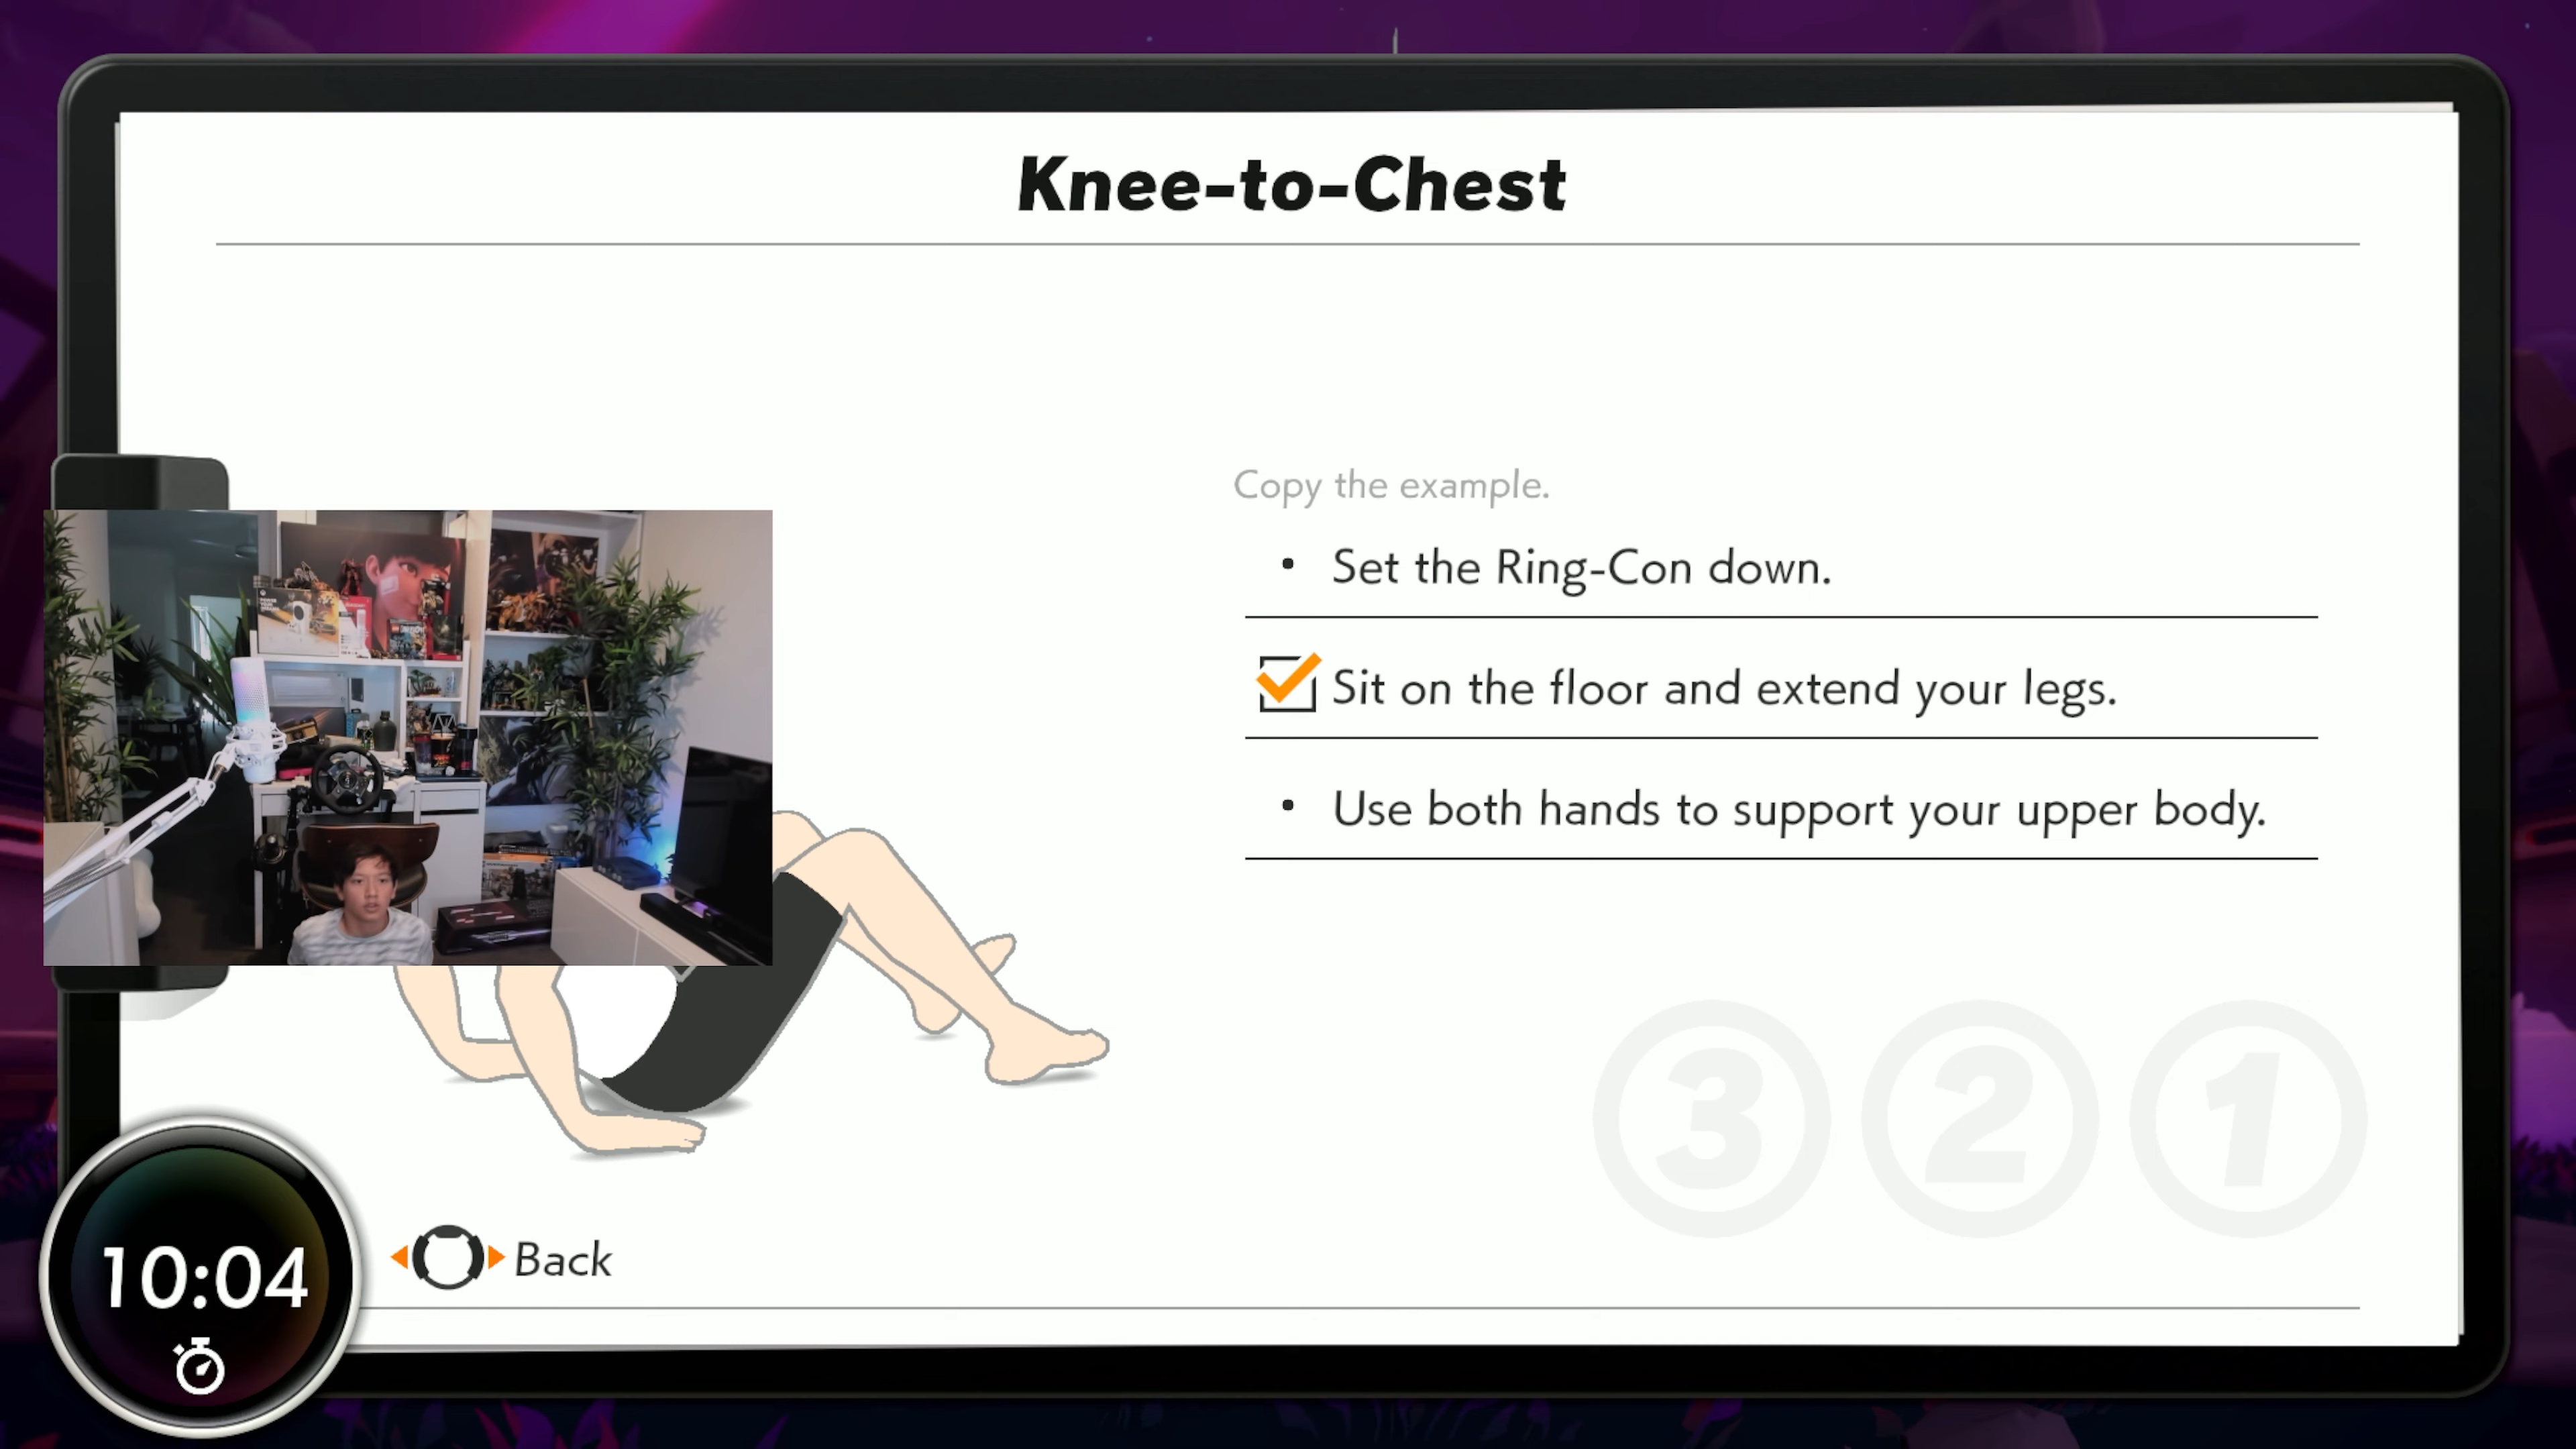 Knee-to-Chest
Copy the example.
• Set the Ring-Con down.
Sit on the floor and extend your legs.
• Use both hands to support your upper body.
3 2 1
Back
10:04